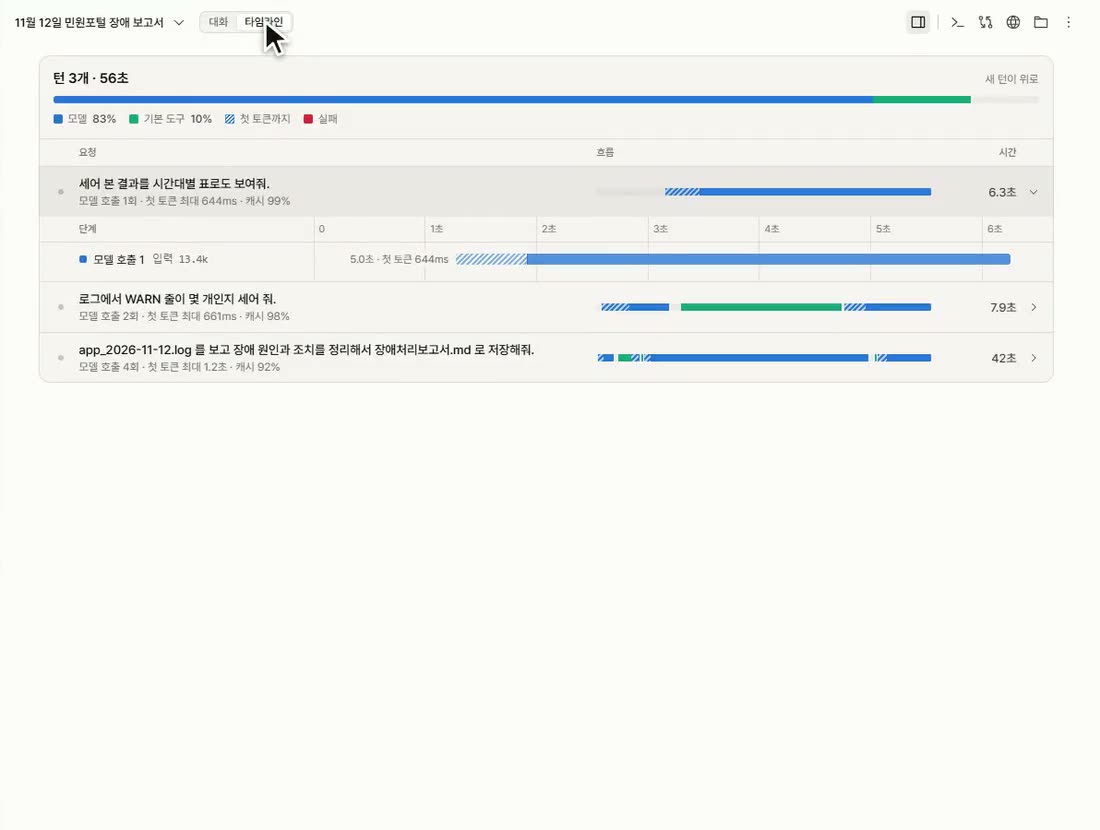 11월 12일 민원포털 장애 보고서
대화 타임라인
턴 3개 · 56초
새 턴이 위로
모델 83% 기본 도구 10% 첫 토큰까지 실패
요청 흐름 시간
세어 본 결과를 시간대별 표로도 보여줘.
모델 호출 1회 · 첫 토큰 최대 644ms · 캐시 99%
6.3초
단계 0 1초 2초 3초 4초 5초 6초
모델 호출 1 입력 13.4k 5.0초 · 첫 토큰 644ms
로그에서 WARN 줄이 몇 개인지 세어 줘.
모델 호출 2회 · 첫 토큰 최대 661ms · 캐시 98%
7.9초
app_2026-11-12.log 를 보고 장애 원인과 조치를 정리해서 장애처리보고서.md 로 저장해줘.
모델 호출 4회 · 첫 토큰 최대 1.2초 · 캐시 92%
42초